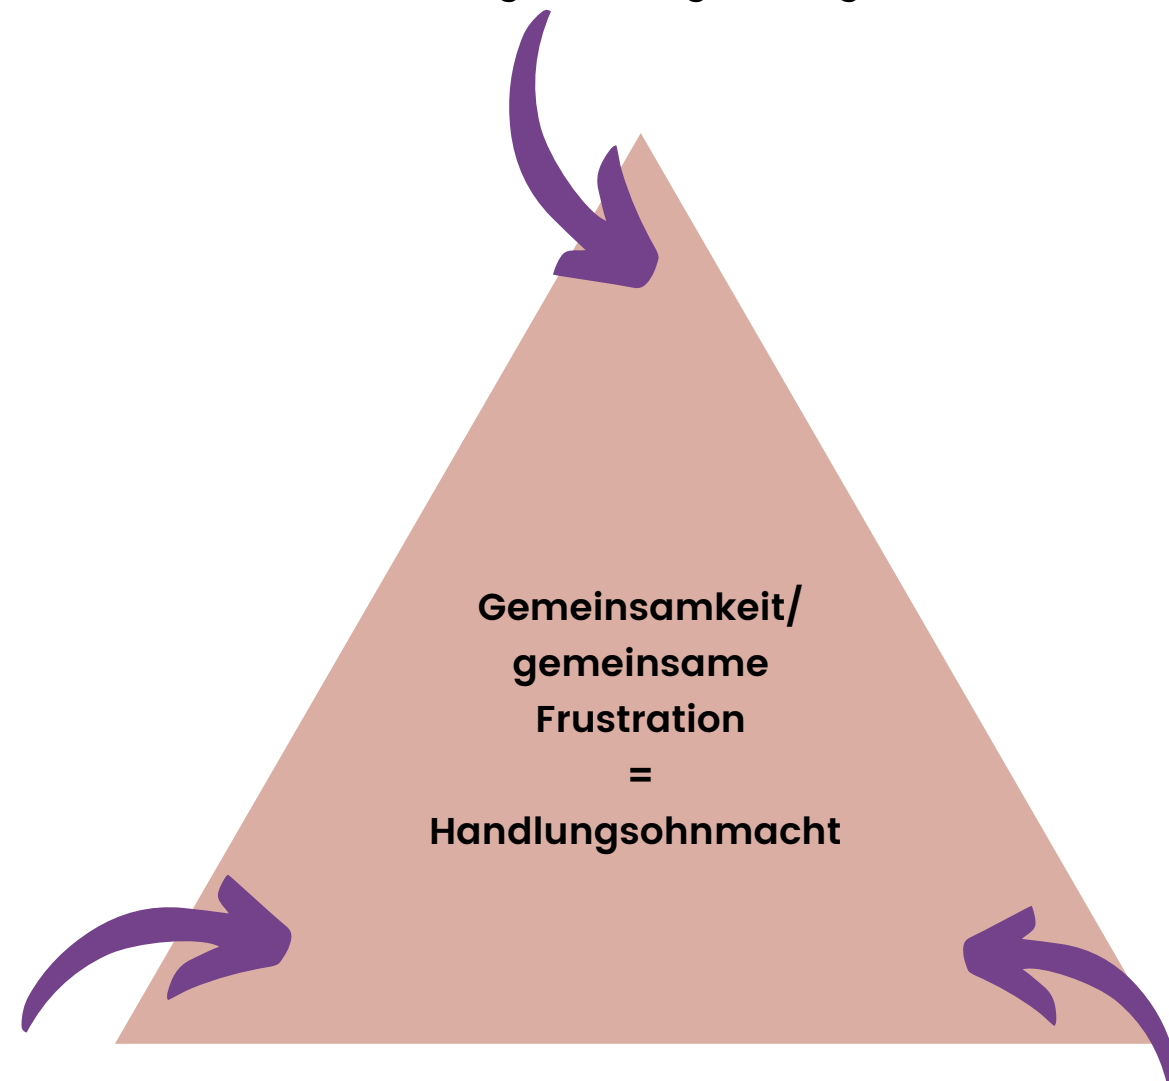 Gemeinsamkeit/
gemeinsame
Frustration
=
Handlungsohnmacht